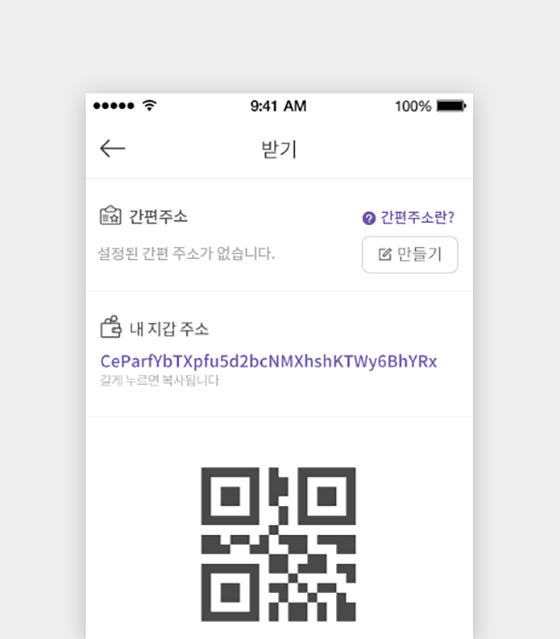 9:41 AM
100%
받기
간편주소
간편주소란?
설정된 간편 주소가 없습니다.
만들기
내 지갑 주소
CeParfYbTXpfu5d2bcNMXhshKTWy6BhYRx
길게 누르면 복사됩니다